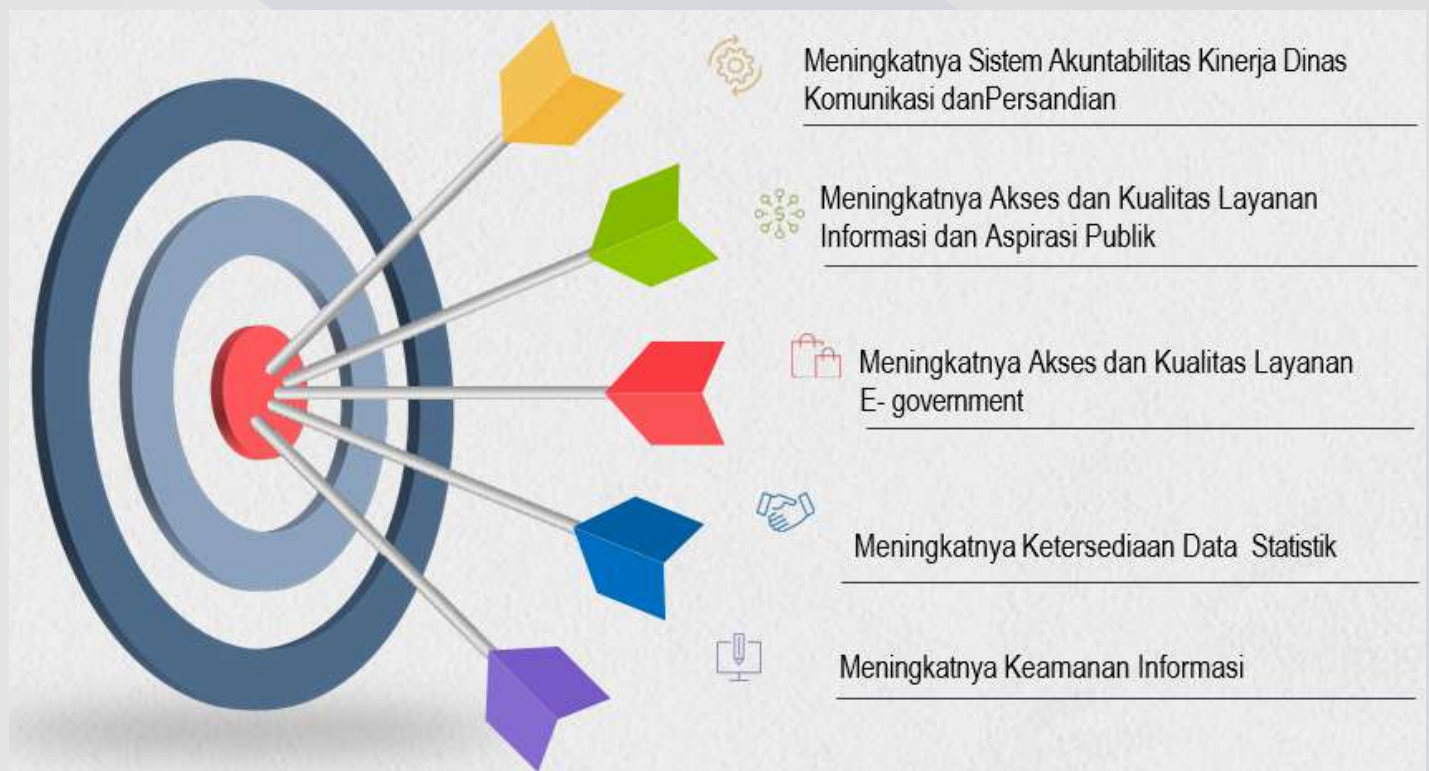 Meningkatnya Sistem Akuntabilitas Kinerja Dinas
Komunikasi danPersandian
Meningkatnya Akses dan Kualitas Layanan
Informasi dan Aspirasi Publik
Meningkatnya Akses dan Kualitas Layanan
E- government
Meningkatnya Ketersediaan Data  Statistik
Meningkatnya Keamanan Informasi